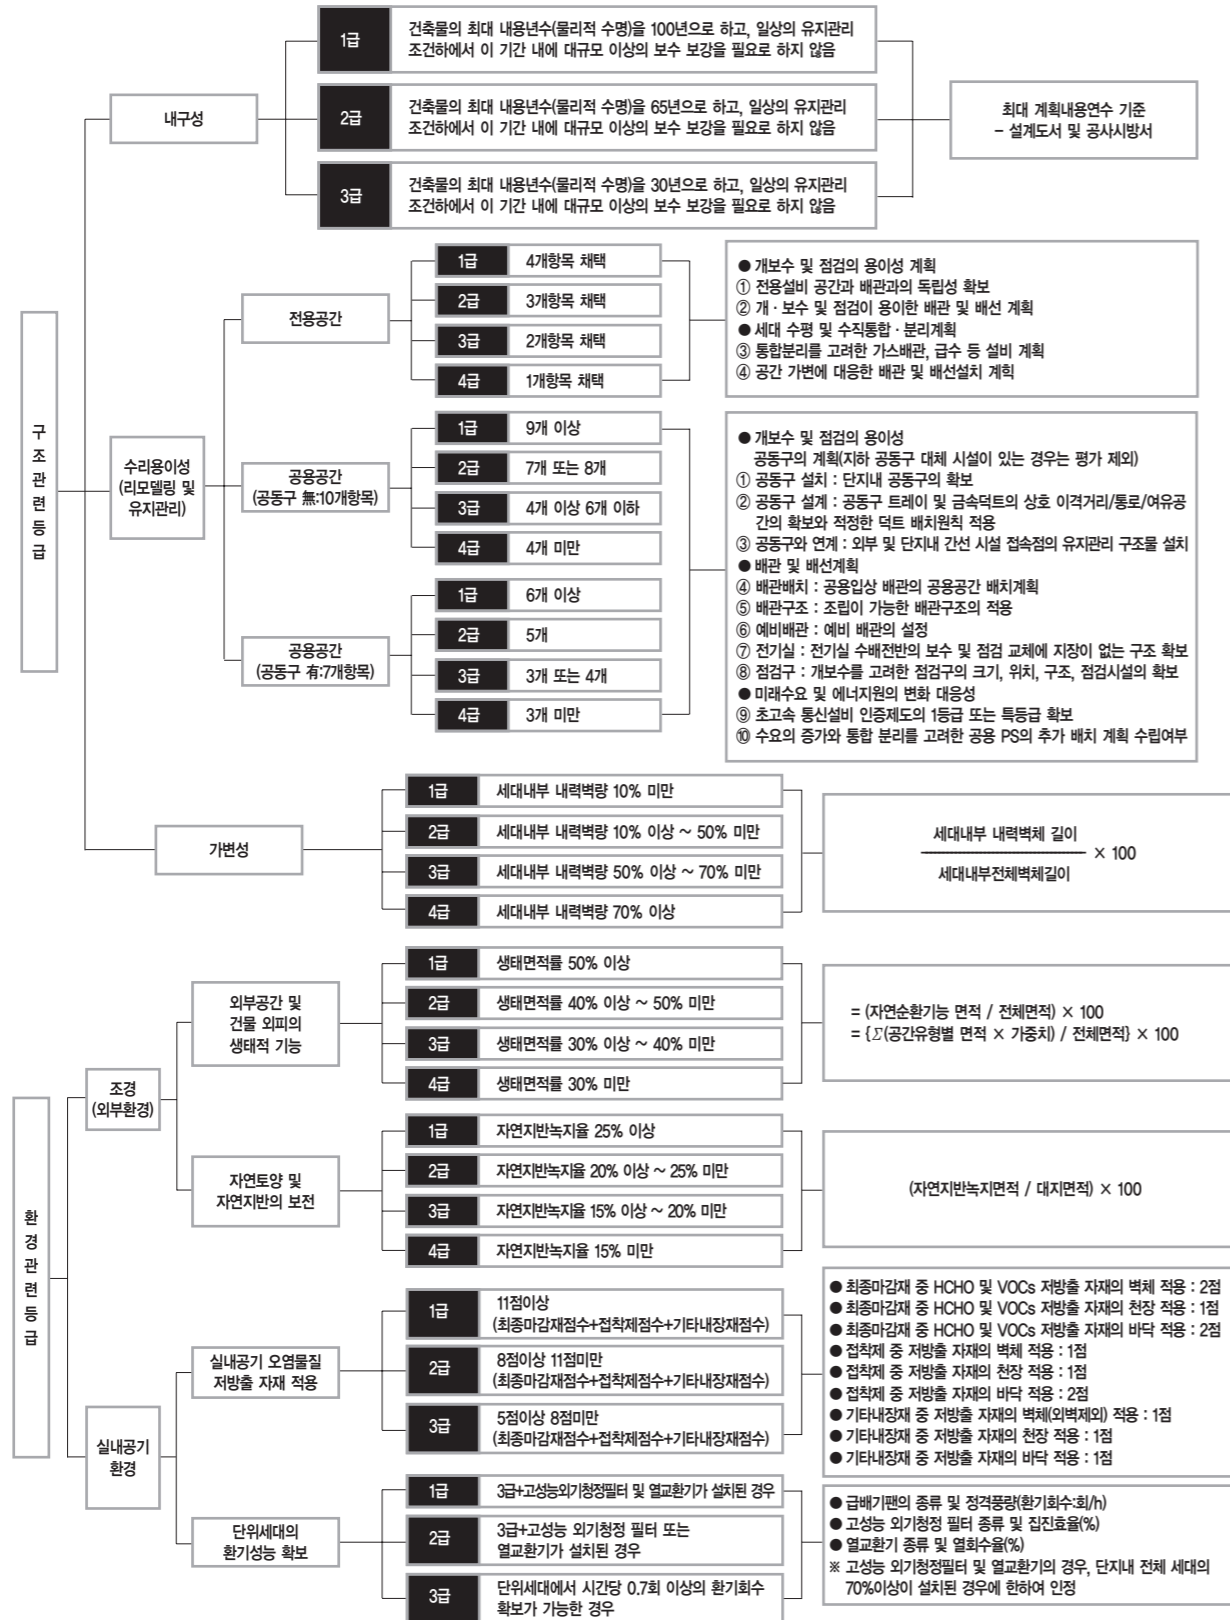 구조관련등급
내구성
1급
건축물의 최대 내용년수(물리적 수명)을 100년으로 하고, 일상의 유지관리
조건하에서 이 기간 내에 대규모 이상의 보수 보강을 필요로 하지 않음
2급
건축물의 최대 내용년수(물리적 수명)을 65년으로 하고, 일상의 유지관리
조건하에서 이 기간 내에 대규모 이상의 보수 보강을 필요로 하지 않음
3급
건축물의 최대 내용년수(물리적 수명)을 30년으로 하고, 일상의 유지관리
조건하에서 이 기간 내에 대규모 이상의 보수 보강을 필요로 하지 않음
최대 계획내용연수 기준
- 설계도서 및 공사시방서
수리용이성
(리모델링 및
유지관리)
전용공간
1급 4개항목 채택
2급 3개항목 채택
3급 2개항목 채택
4급 1개항목 채택
● 개보수 및 점검의 용이성 계획
① 전용설비 공간과 배관과의 독립성 확보
② 개·보수 및 점검이 용이한 배관 및 배선 계획
● 세대 수평 및 수직통합·분리계획
③ 통합분리를 고려한 가스배관, 급수 등 설비 계획
④ 공간 가변에 대응한 배관 및 배선설치 계힉
공용공간
(공동구 無:10개항목)
1급 9개 이상
2급 7개 또는 8개
3급 4개 이상 6개 이하
4급 4개 미만
공용공간
(공동구 有:7개항목)
1급 6개 이상
2급 5개
3급 3개 또는 4개
4급 3개 미만
● 개보수 및 점검의 용이성
공동구의 계획(지하 공동구 대체 시설이 있는 경우는 평가 제외)
① 공동구 설치 : 단지내 공동구의 확보
② 공동구 설계 : 공동구 트레이 및 금속덕트의 상호 이격거리/통로/여유공
간의 확보와 적정한 덕트 배치원칙 적용
③ 공동구와 연계 : 외부 및 단지내 간선 시설 접속점의 유지관리 구조물 설치
● 배관 및 배선계획
④ 배관배치 : 공용입상 배관의 공용공간 배치계획
⑤ 배관구조 : 조립이 가능한 배관구조의 적용
⑥ 예비배관 : 예비 배관의 설정
⑦ 전기실 : 전기실 수배전반의 보수 및 점검 교체에 지장이 없는 구조 확보
⑧ 점검구 : 개보수를 고려한 점검구의 크기, 위치, 구조, 점검시설의 확보
● 미래수요 및 에너지원의 변화 대응성
⑨ 초고속 통신설비 인증제도의 1등급 또는 특등급 확보
⑩ 수요의 증가와 통합 분리를 고려한 공용 PS의 추가 배치 계획 수립여부
가변성
1급 세대내부 내력벽량 10% 미만
2급 세대내부 내력벽량 10% 이상 ~ 50% 미만
3급 세대내부 내력벽량 50% 이상 ~ 70% 미만
4급 세대내부 내력벽량 70% 이상
세대내부 내력벽체 길이
× 100
세대내부전체벽체길이
환경관련등급
조경
(외부환경)
외부공간 및
건물 외피의
생태적 기능
1급 생태면적률 50% 이상
2급 생태면적률 40% 이상 ~ 50% 미만
3급 생태면적률 30% 이상 ~ 40% 미만
4급 생태면적률 30% 미만
= (자연순환기능 면적 / 전체면적) × 100
= {Σ(공간유형별 면적 × 가중치) / 전체면적} × 100
자연토양 및
자연지반의 보전
1급 자연지반녹지율 25% 이상
2급 자연지반녹지율 20% 이상 ~ 25% 미만
3급 자연지반녹지율 15% 이상 ~ 20% 미만
4급 자연지반녹지율 15% 미만
(자연지반녹지면적 / 대지면적) × 100
실내공기
환경
실내공기 오염물질
저방출 자재 적용
1급
11점이상
(최종마감재점수+접착제점수+기타내장재점수)
2급
8점이상 11점미만
(최종마감재점수+접착제점수+기타내장재점수)
3급
5점이상 8점미만
(최종마감재점수+접착제점수+기타내장재점수)
● 최종마감재 중 HCHO 및 VOCs 저방출 자재의 벽체 적용 : 2점
● 최종마감재 중 HCHO 및 VOCs 저방출 자재의 천장 적용 : 1점
● 최종마감재 중 HCHO 및 VOCs 저방출 자재의 바닥 적용 : 2점
● 접착제 중 저방출 자재의 벽체 적용 : 1점
● 접착제 중 저방출 자재의 천장 적용 : 1점
● 접착제 중 저방출 자재의 바닥 적용 : 2점
● 기타내장재 중 저방출 자재의 벽체(외벽제외) 적용 : 1점
● 기타내장재 중 저방출 자재의 천장 적용 : 1점
● 기타내장재 중 저방출 자재의 바닥 적용 : 1점
단위세대의
환기성능 확보
1급 3급+고성능외기청정필터 및 열교환기가 설치된 경우
2급
3급+고성능 외기청정 필터 또는
열교환기가 설치된 경우
3급
단위세대에서 시간당 0.7회 이상의 환기회수
확보가 가능한 경우
● 급배기팬의 종류 및 정격풍량(환기회수:회/h)
● 고성능 외기청정 필터 종류 및 집진효율(%)
● 열교환기 종류 및 열회수율(%)
※ 고성능 외기청정필터 및 열교환기의 경우, 단지내 전체 세대의
70%이상이 설치된 경우에 한하여 인정